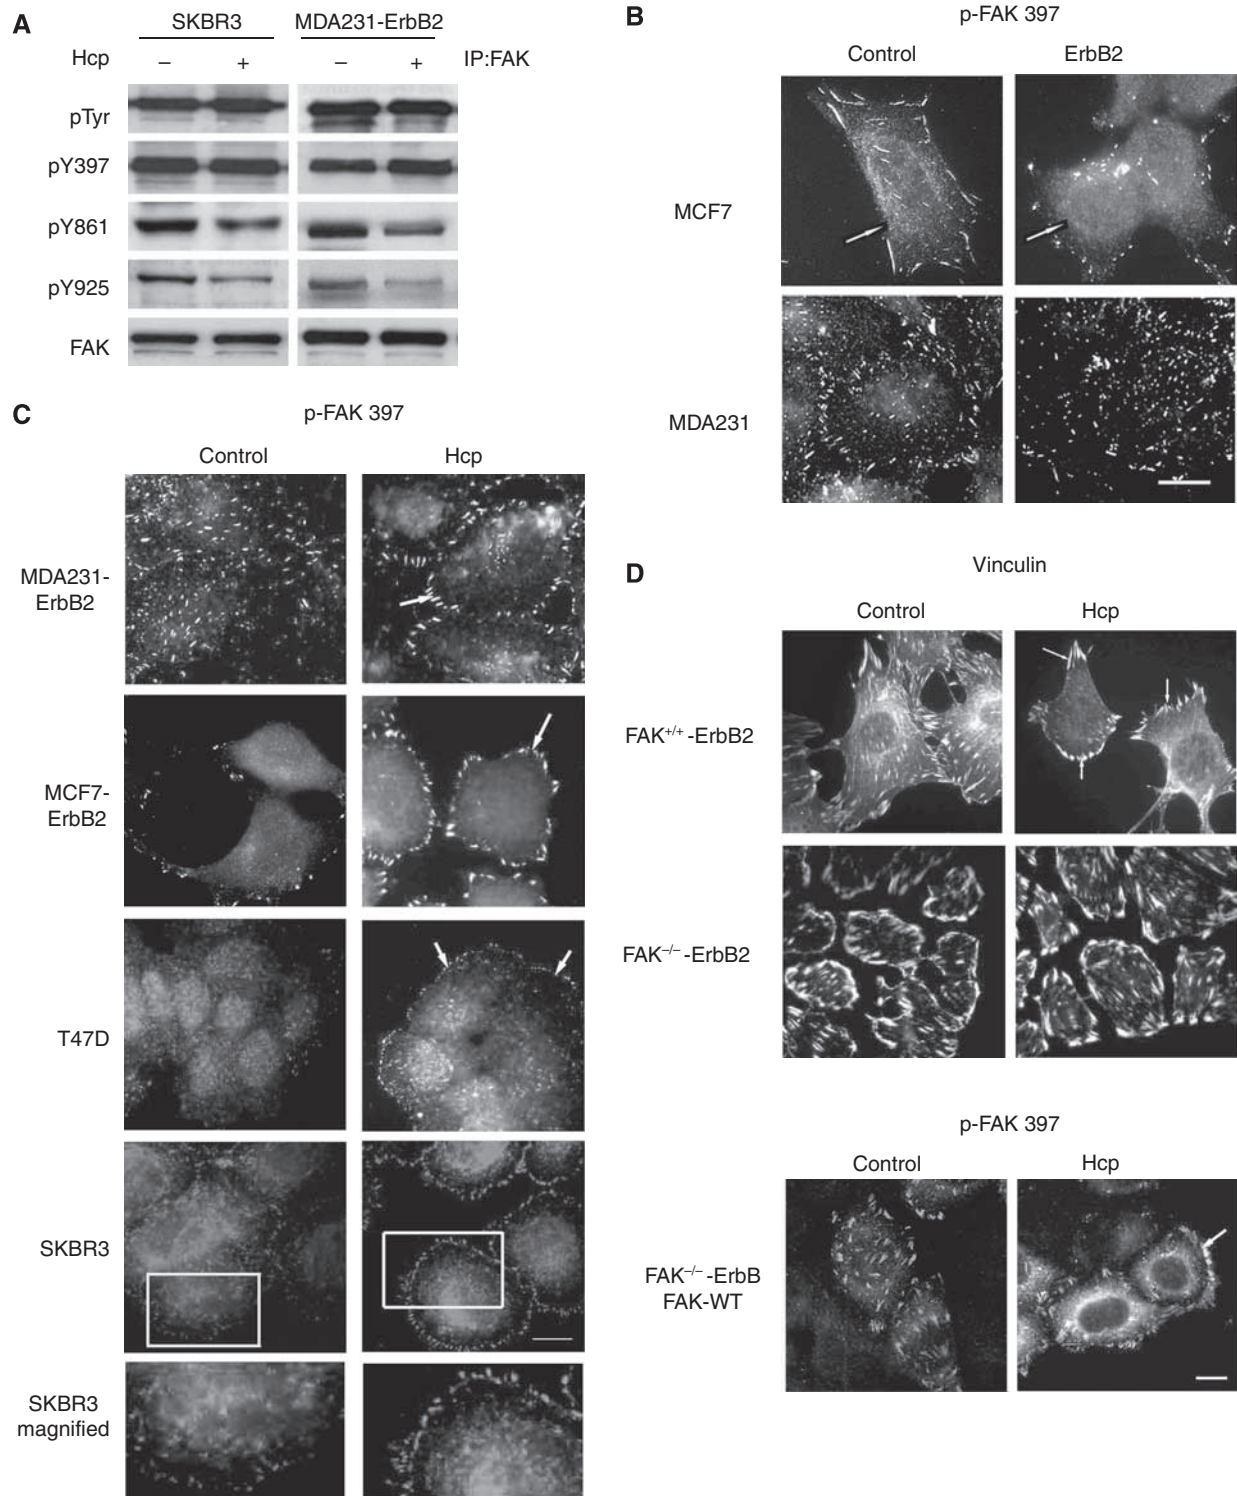 A
SKBR3 MDA231-ErbB2
Hcp – + – + IP:FAK
pTyr
pY397
pY861
pY925
FAK
B
p-FAK 397
Control ErbB2
MCF7
MDA231
C
p-FAK 397
Control Hcp
MDA231-
ErbB2
MCF7-
ErbB2
T47D
SKBR3
SKBR3
magnified
D
Vinculin
Control Hcp
FAK+/+ -ErbB2
FAK–/– -ErbB2
p-FAK 397
Control Hcp
FAK–/– -ErbB
FAK-WT